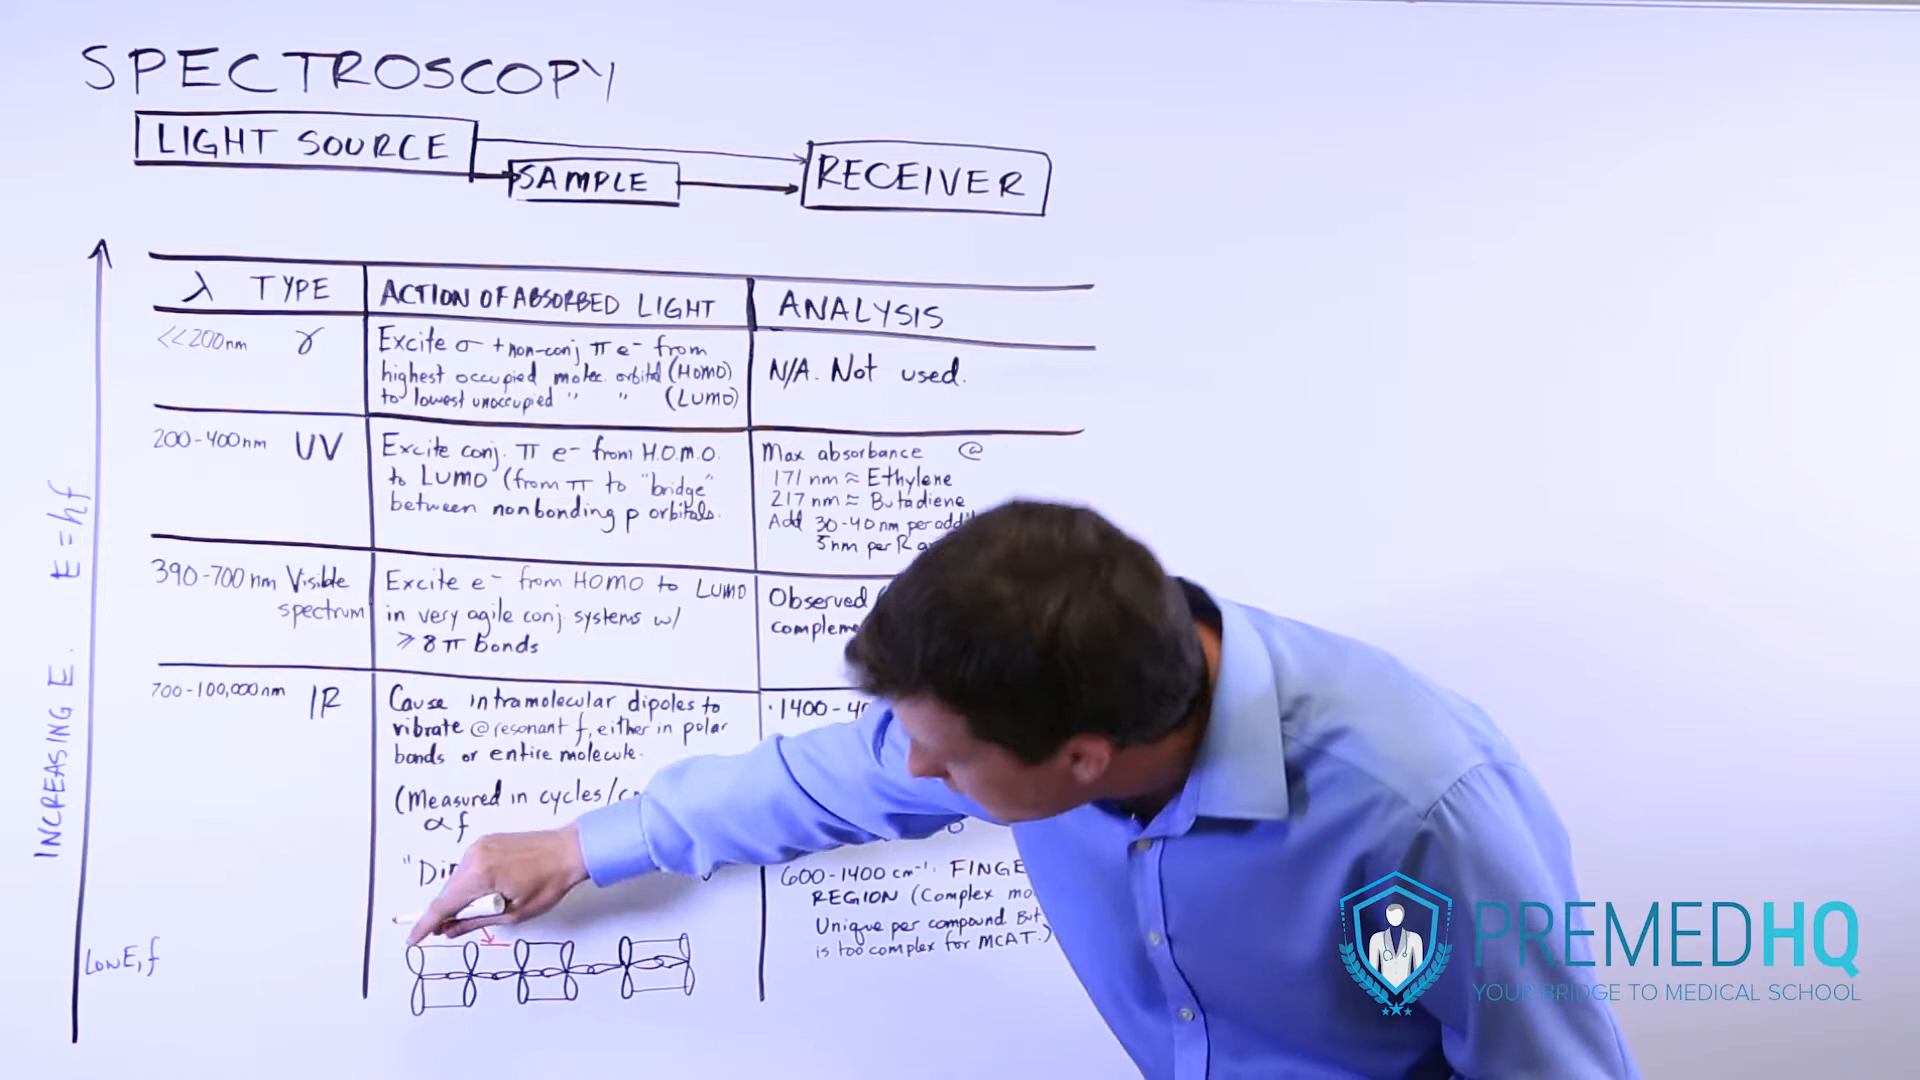 SPECTROSCOPY
LIGHT SOURCE
SAMPLE
RECEIVER
λ TYPE
ACTION OF ABSORBED LIGHT
ANALYSIS
<<200nm γ
Excite σ + non-conj π e- from
highest occupied molec. orbital (HOMO)
to lowest unoccupied " " (LUMO)
N/A. Not used.
200-400nm UV
Excite conj. π e- from H.O.M.O.
to LUMO (from π to "bridge"
between nonbonding p orbitals.
Max absorbance @
171 nm ≈ Ethylene
217 nm ≈ Butadiene
Add 30-40 nm per
5nm per R
390-700 nm Visible
spectrum
Excite e- from HOMO to LUMO
in very agile conj. systems w/
≥ 8 π bonds
Observed
700-100,000nm IR
Cause intramolecular dipoles to
vibrate @ resonant f, either in polar
bonds or entire molecule.
(Measured in cycles/
α f
· 1400-
600-1400 cm⁻¹:
REGION (Complex
Unique per compound But
is too complex for MCAT.)
INCREASING E. E=hf
LOW E, f
PREMEDHQ
YOUR BRIDGE TO MEDICAL SCHOOL